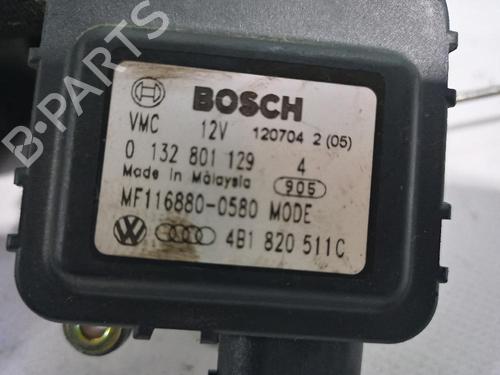 BOSCH
VMC 12V 120704 2 (05)
0 132 801 129 4
Made in Malaysia 905
MF116880-0580 MODE
4B1 820 511C
B-PARTS